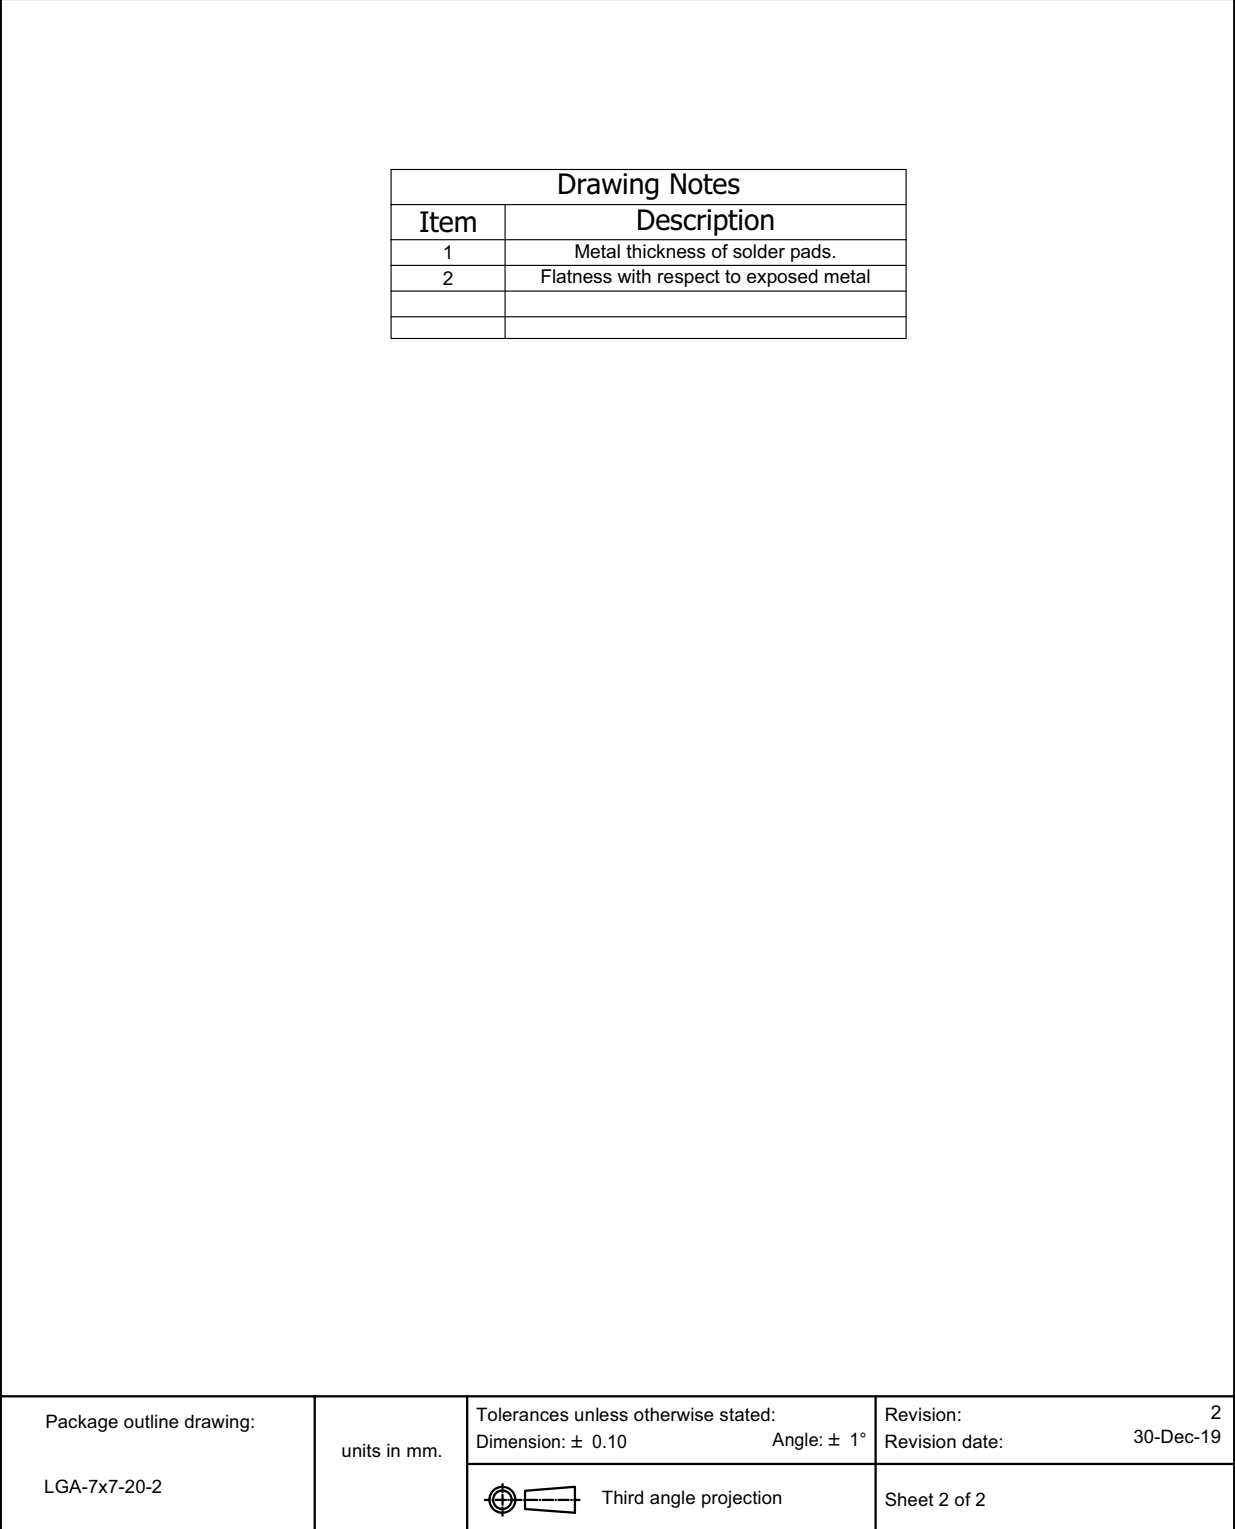 Drawing Notes
Item Description
1 Metal thickness of solder pads.
2 Flatness with respect to exposed metal
Package outline drawing:
LGA-7x7-20-2
units in mm.
Tolerances unless otherwise stated:
Dimension: ± 0.10 Angle: ± 1°
Third angle projection
Revision: 2
Revision date: 30-Dec-19
Sheet 2 of 2